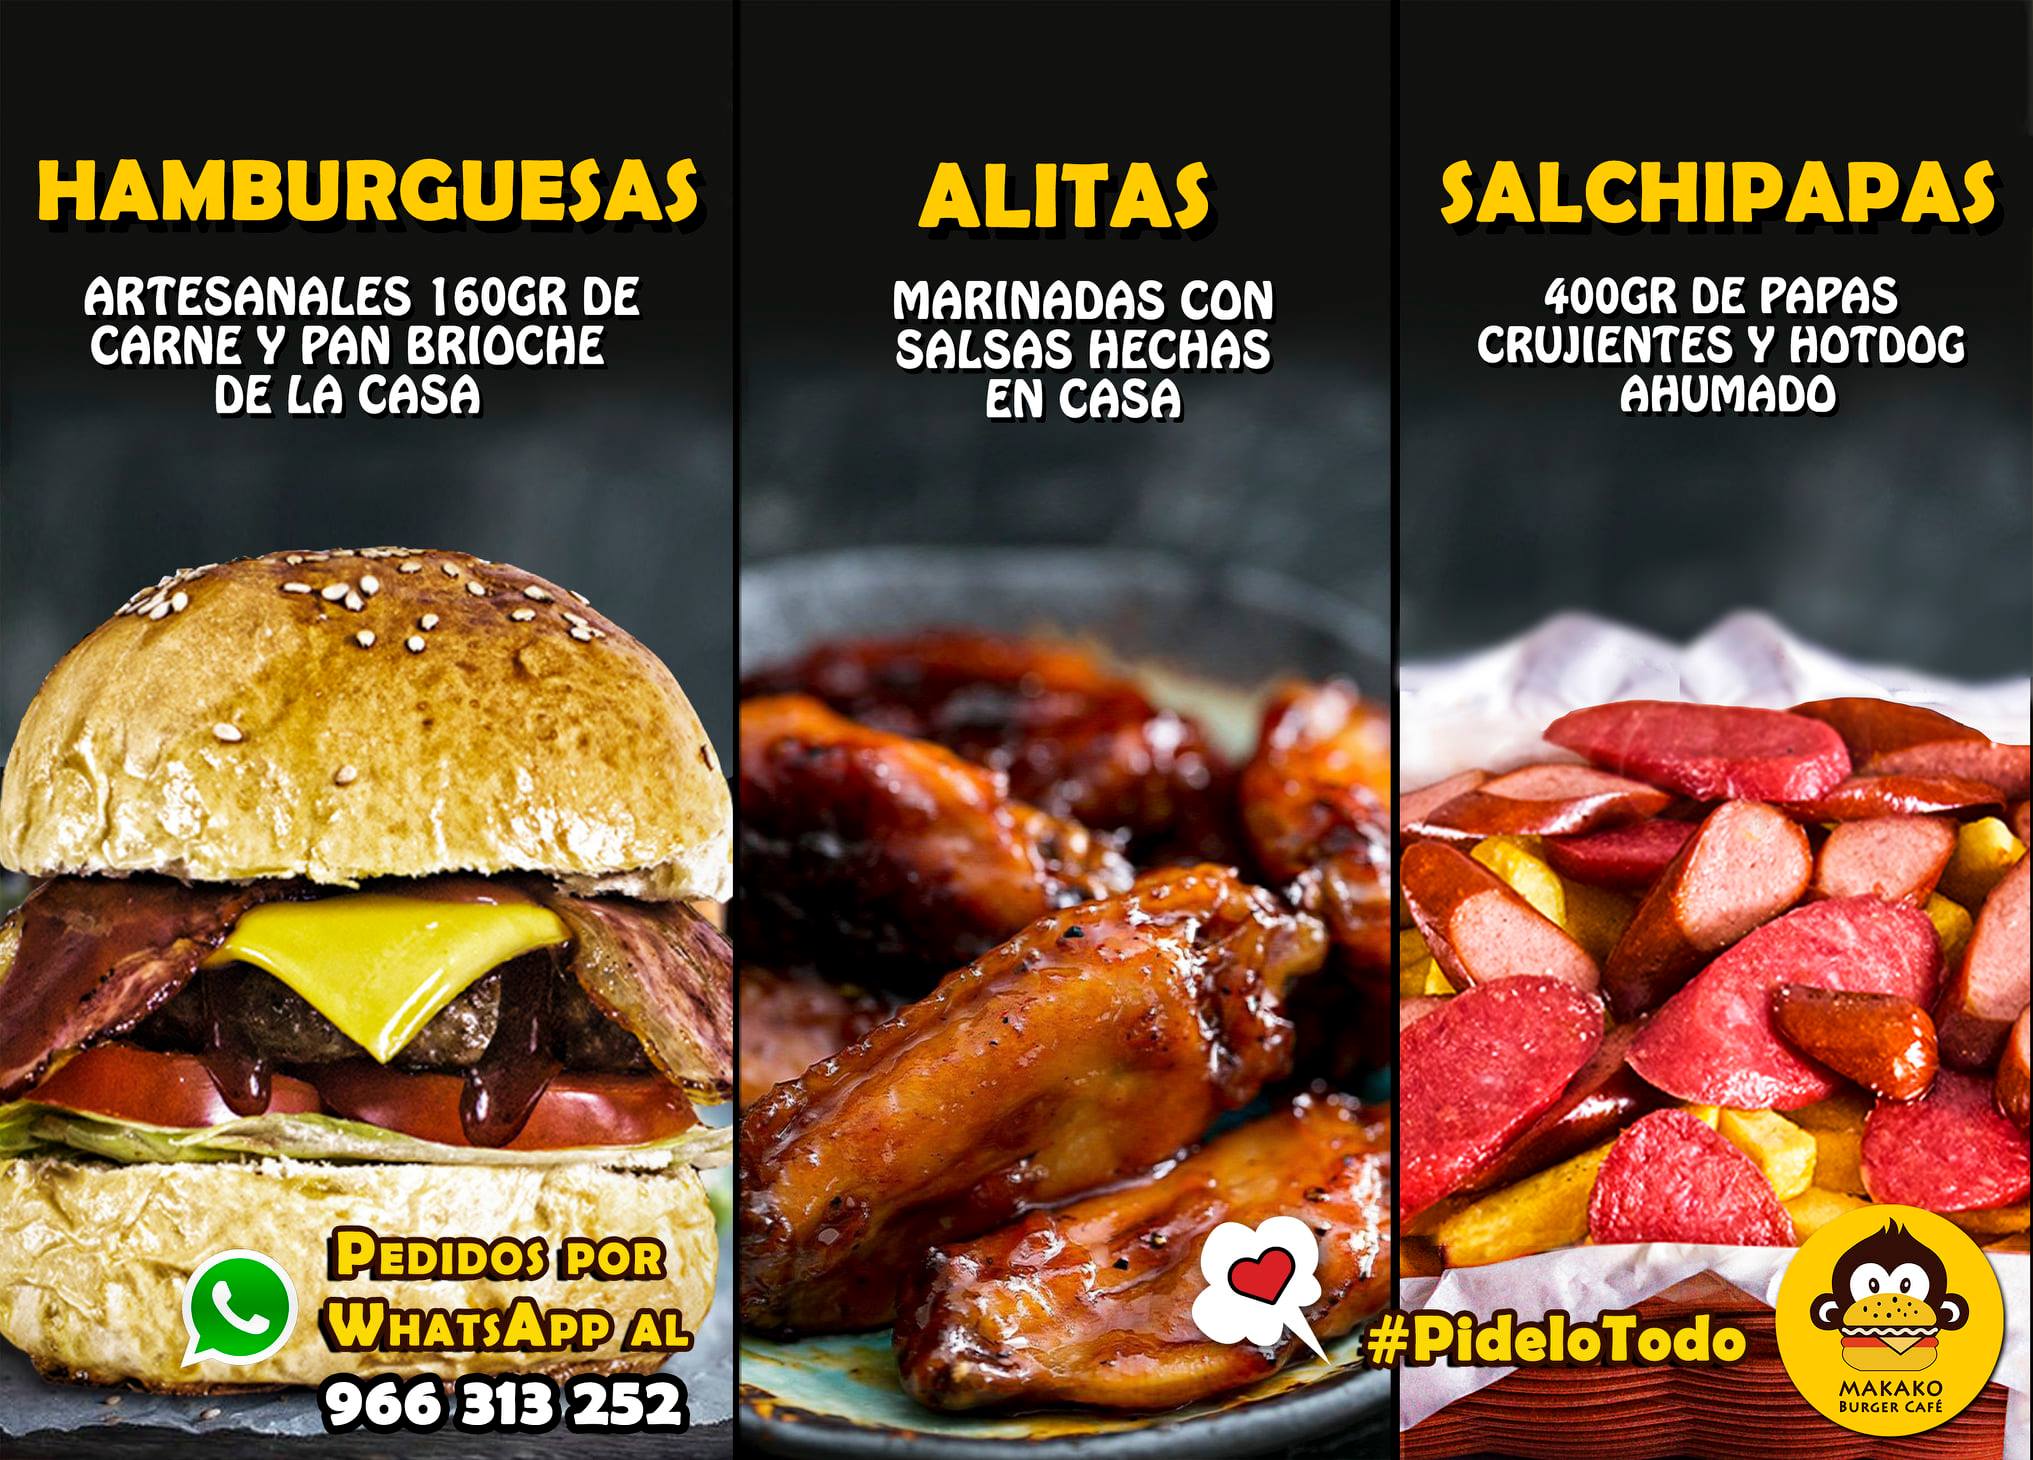 HAMBURGUESAS
ARTESANALES 160GR DE
CARNE Y PAN BRIOCHE
DE LA CASA
PEDIDOS POR
WHATSAPP AL
966 313 252
ALITAS
MARINADAS CON
SALSAS HECHAS
EN CASA
SALCHIPAPAS
400GR DE PAPAS
CRUJIENTES Y HOTDOG
AHUMADO
#PideloTodo
MAKAKO
BURGER CAFÉ